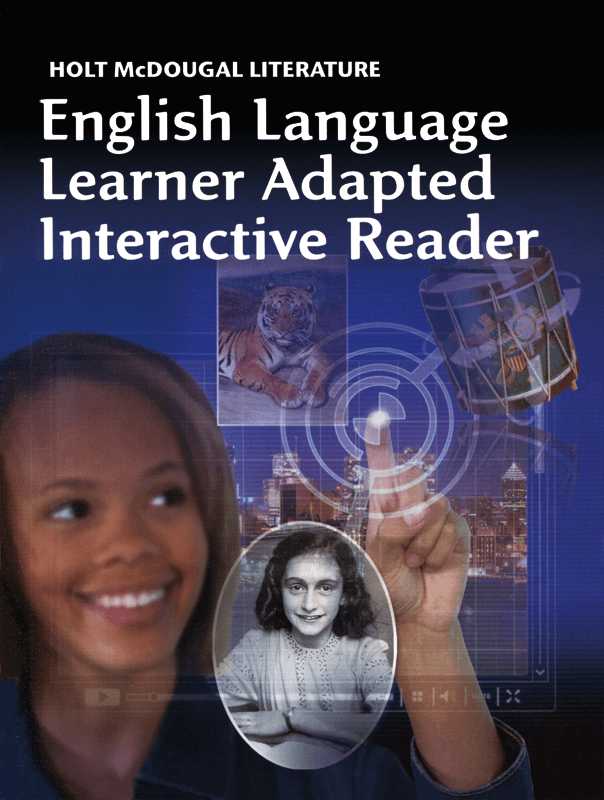 HOLT McDOUGAL LITERATURE
English Language
Learner Adapted
Interactive Reader